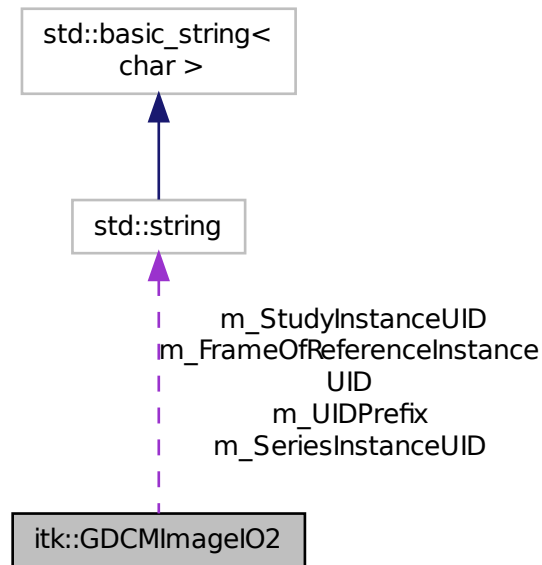 std::basic_string<
char >
std::string
m_StudyInstanceUID
m_FrameOfReferenceInstance
UID
m_UIDPrefix
m_SeriesInstanceUID
itk::GDCMImageIO2